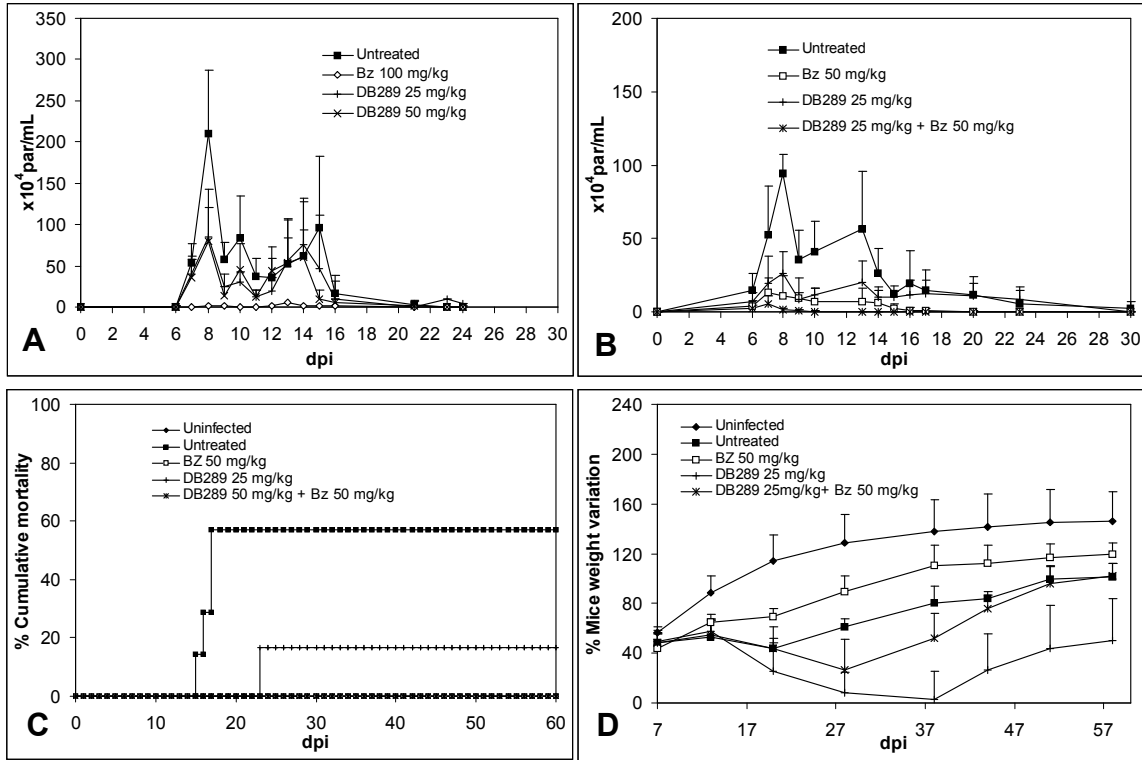 350
300
250
200
150
100
50
0
x10⁴par/mL
Untreated
Bz 100 mg/kg
DB289 25 mg/kg
DB289 50 mg/kg
0 2 4 6 8 10 12 14 16 18 20 22 24 26 28 30
dpi
A
200
150
100
50
0
x10⁴par/mL
Untreated
Bz 50 mg/kg
DB289 25 mg/kg
DB289 25 mg/kg + Bz 50 mg/kg
0 2 4 6 8 10 12 14 16 18 20 22 24 26 28 30
dpi
B
100
80
60
40
20
0
% Cumulative mortality
Uninfected
Untreated
BZ 50 mg/kg
DB289 25 mg/kg
DB289 50 mg/kg + Bz 50 mg/kg
0 10 20 30 40 50 60
dpi
C
240
200
160
120
80
40
0
% Mice weight variation
Uninfected
Untreated
BZ 50 mg/kg
DB289 25 mg/kg
DB289 25mg/kg+ Bz 50 mg/kg
7 17 27 37 47 57
dpi
D